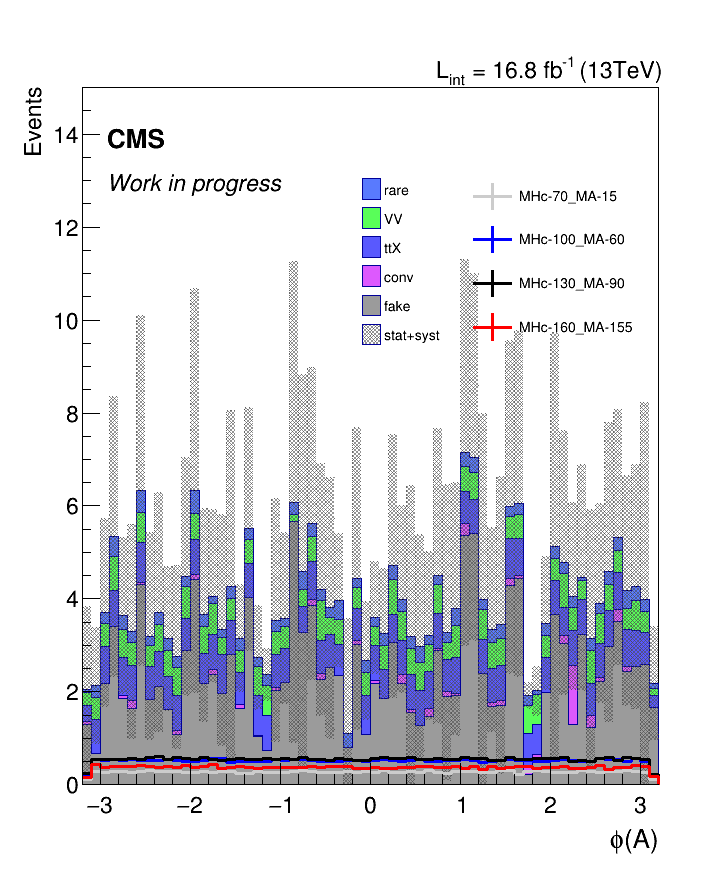 L_int = 16.8 fb^-1 (13TeV)
Events
14
CMS
Work in progress
rare
MHc-70_MA-15
VV
12
ttX
MHc-100_MA-60
conv
MHc-130_MA-90
fake
10
MHc-160_MA-155
stat+syst
8
6
4
2
0
−3 −2 −1 0 1 2 3
ϕ(A)